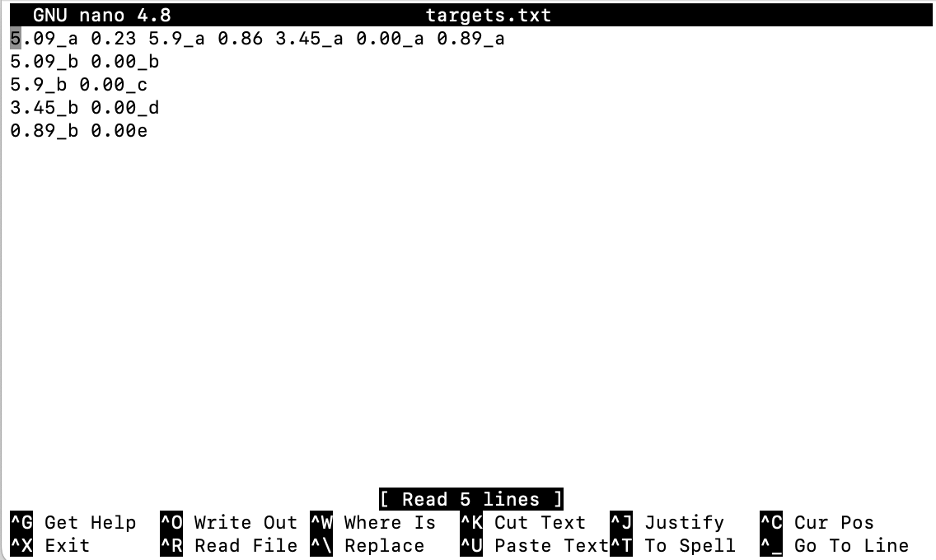 GNU nano 4.8 targets.txt
5.09_a 0.23 5.9_a 0.86 3.45_a 0.00_a 0.89_a
5.09_b 0.00_b
5.9_b 0.00_c
3.45_b 0.00_d
0.89_b 0.00e
[ Read 5 lines ]
^G Get Help ^O Write Out ^W Where Is ^K Cut Text ^J Justify ^C Cur Pos
^X Exit ^R Read File ^\ Replace ^U Paste Text ^T To Spell ^_ Go To Line